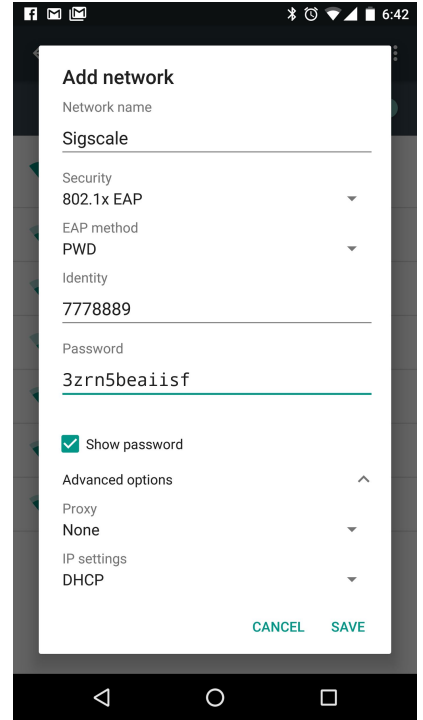 6:42
Add network
Network name
Sigscale
Security
802.1x EAP
EAP method
PWD
Identity
7778889
Password
3zrn5beaiisf
Show password
Advanced options
Proxy
None
IP settings
DHCP
CANCEL SAVE